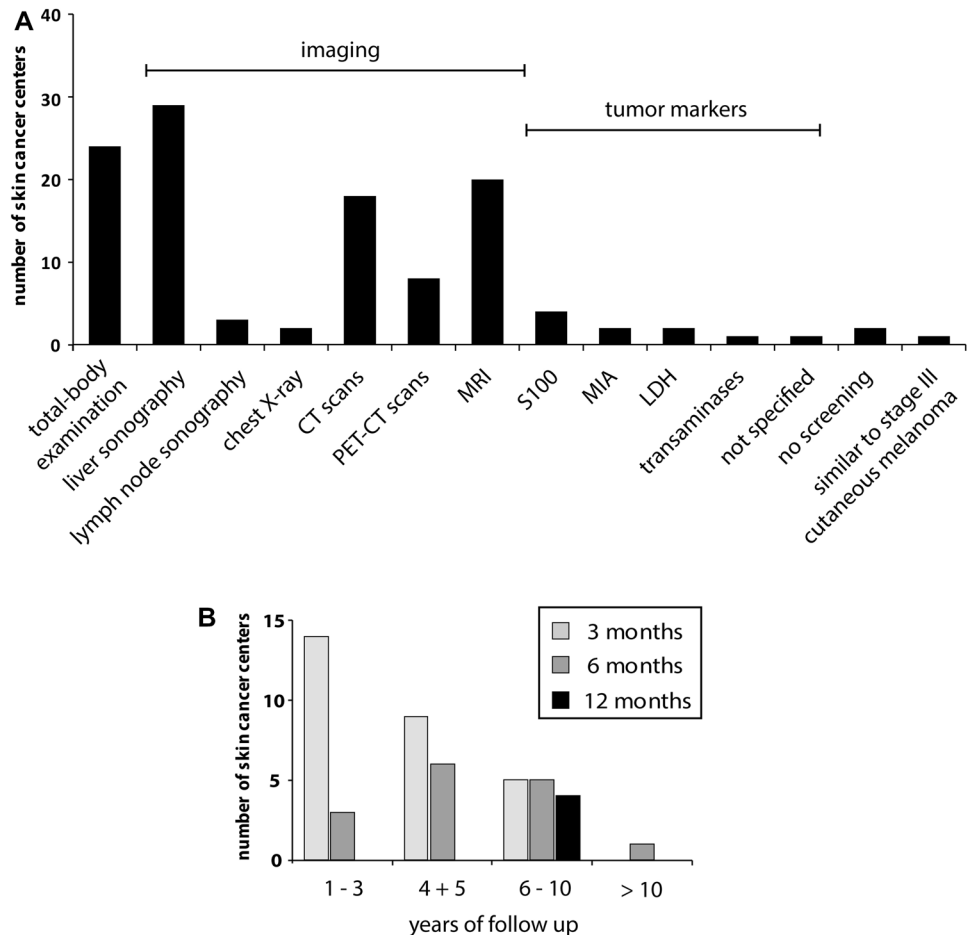 A
number of skin cancer centers
40
30
20
10
0
imaging
tumor markers
total-body
examination
liver sonography
lymph node sonography
chest X-ray
CT scans
PET-CT scans
MRI
S100
MIA
LDH
transaminases
not specified
no screening
similar to stage III
cutaneous melanoma
B
number of skin cancer centers
15
10
5
0
3 months
6 months
12 months
1 - 3
4 + 5
6 - 10
> 10
years of follow up